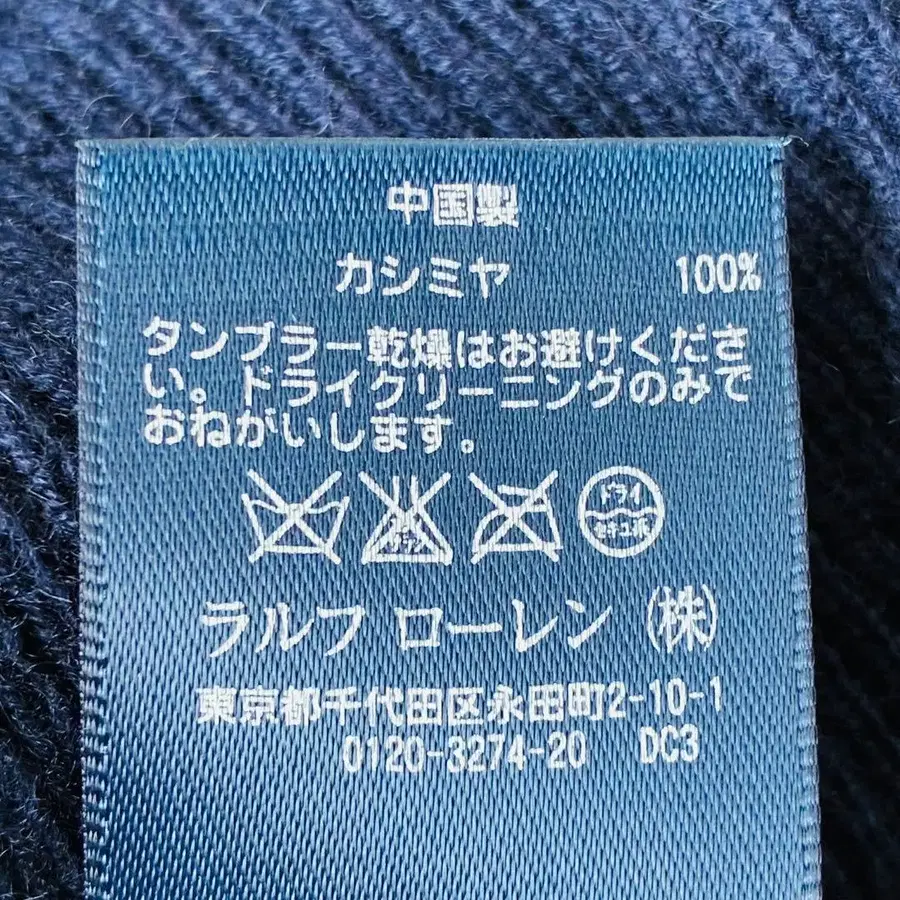 中国製
カシミヤ 100%
タンブラー乾燥はお避けくださ
い。ドライクリーニングのみで
おねがいします。
ドライ
ラルフ ローレン (株)
東京都千代田区永田町2-10-1
0120-3274-20 DC3